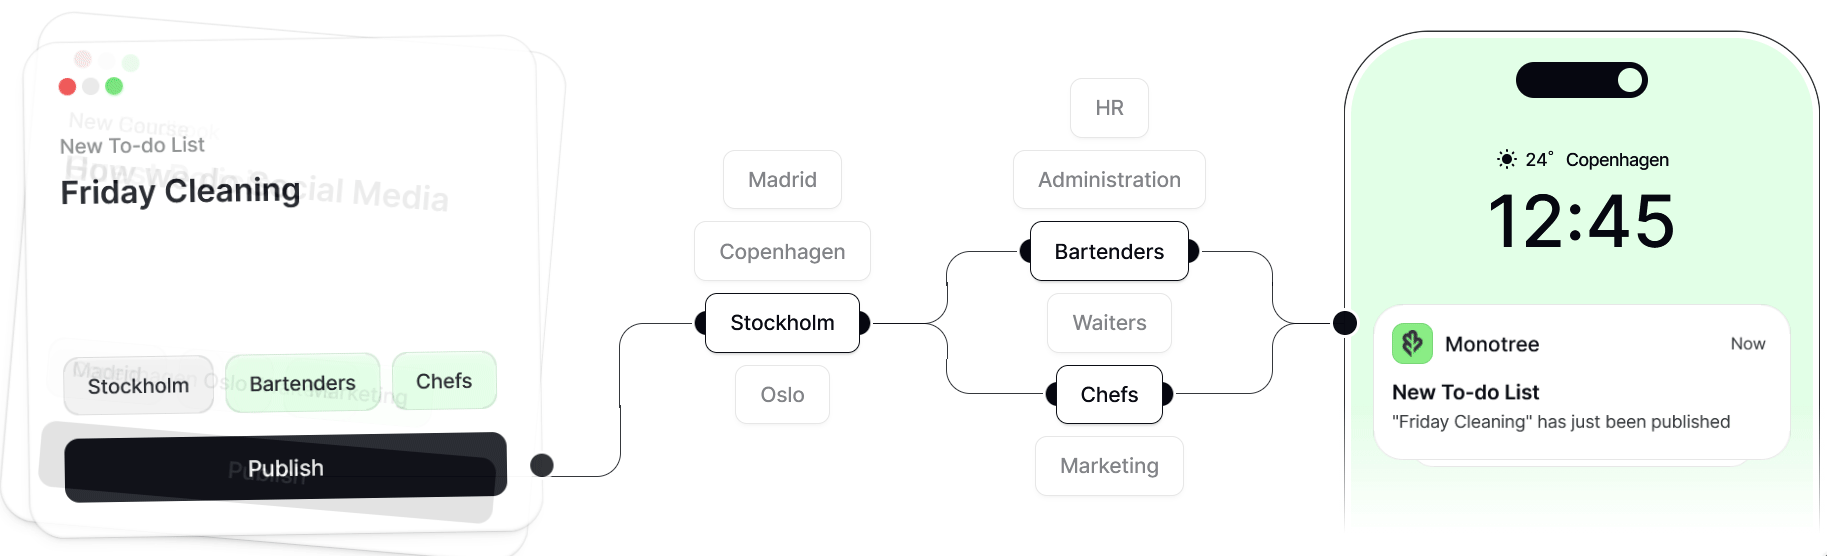 New Course
New To-do List
How we do Social Media
Friday Cleaning
Madrid
Oslo
Marketing
Stockholm
Bartenders
Chefs
Publish
Publish
Madrid
Copenhagen
Stockholm
Oslo
HR
Administration
Bartenders
Waiters
Chefs
Marketing
24° Copenhagen
12:45
Monotree
Now
New To-do List
"Friday Cleaning" has just been published